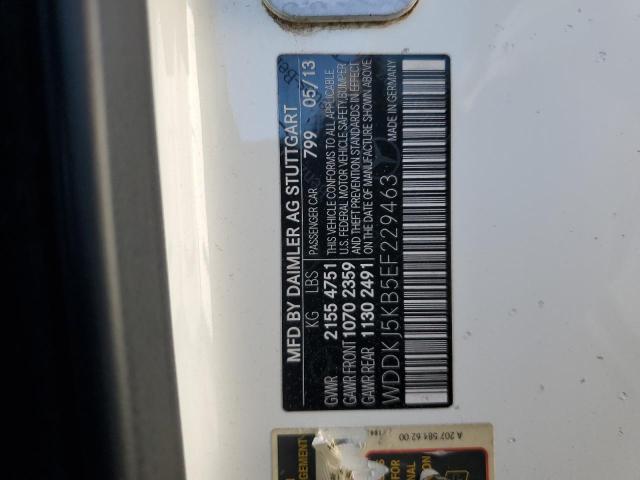 MFD BY DAIMLER AG STUTTGART
KG LBS PASSENGER CAR 799 05/13
GVWR 2155 4751 THIS VEHICLE CONFORMS TO ALL APPLICABLE
GAWR FRONT 1070 2359 U.S. FEDERAL MOTOR VEHICLE SAFETY, BUMPER
AND THEFT PREVENTION STANDARDS IN EFFECT
GAWR REAR 1130 2491 ON THE DATE OF MANUFACTURE SHOWN ABOVE
WDDKJ5KB5EF229463 MADE IN GERMANY
A 207 584 62 00
GEMENT
FOR